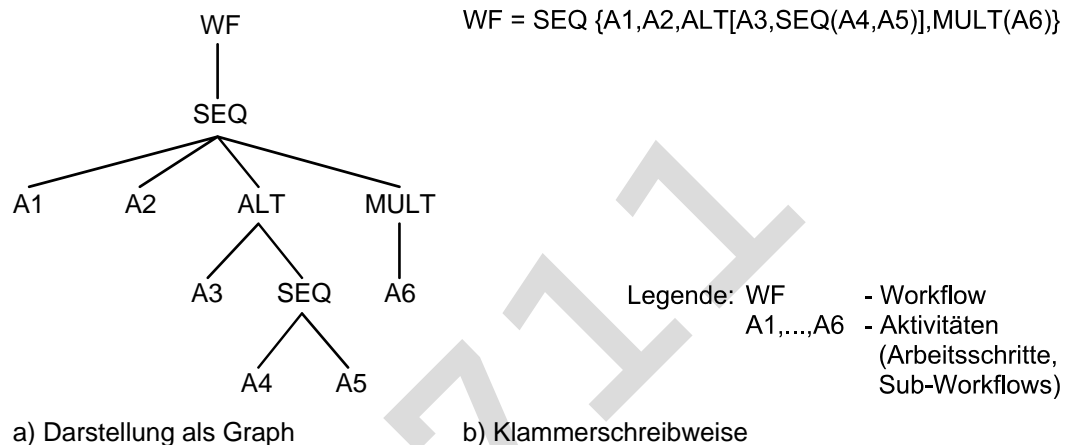 WF
SEQ
A1 A2 ALT MULT
A3 SEQ A6
A4 A5
a) Darstellung als Graph
WF = SEQ {A1,A2,ALT[A3,SEQ(A4,A5)],MULT(A6)}
Legende: WF - Workflow
A1,...,A6 - Aktivitäten
(Arbeitsschritte,
Sub-Workflows)
b) Klammerschreibweise